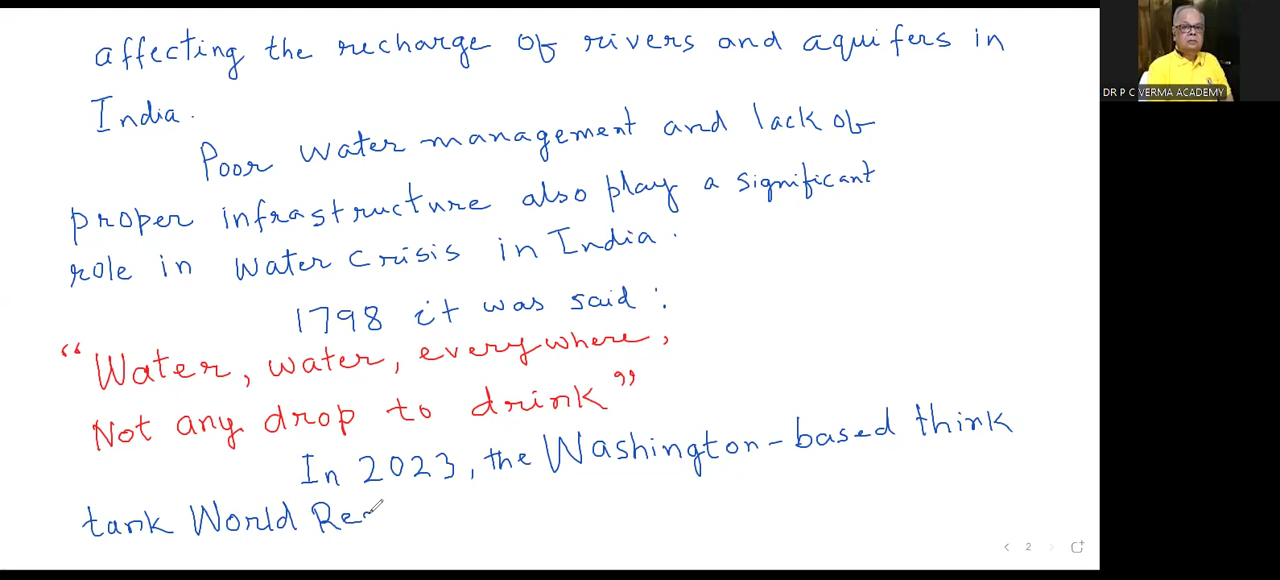 affecting the recharge of rivers and aquifers in
India.
Poor water management and lack of
proper infrastructure also play a significant
role in water crisis in India.
1798 it was said :
"Water, water, everywhere,
Not any drop to drink"
In 2023, the Washington-based think
tank World Res
DR P C VERMA ACADEMY
2